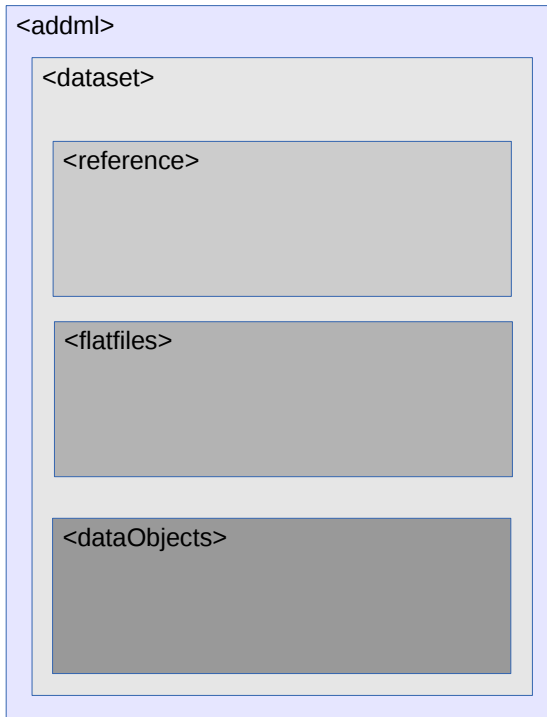 <addml>
<dataset>
<reference>
<flatfiles>
<dataObjects>